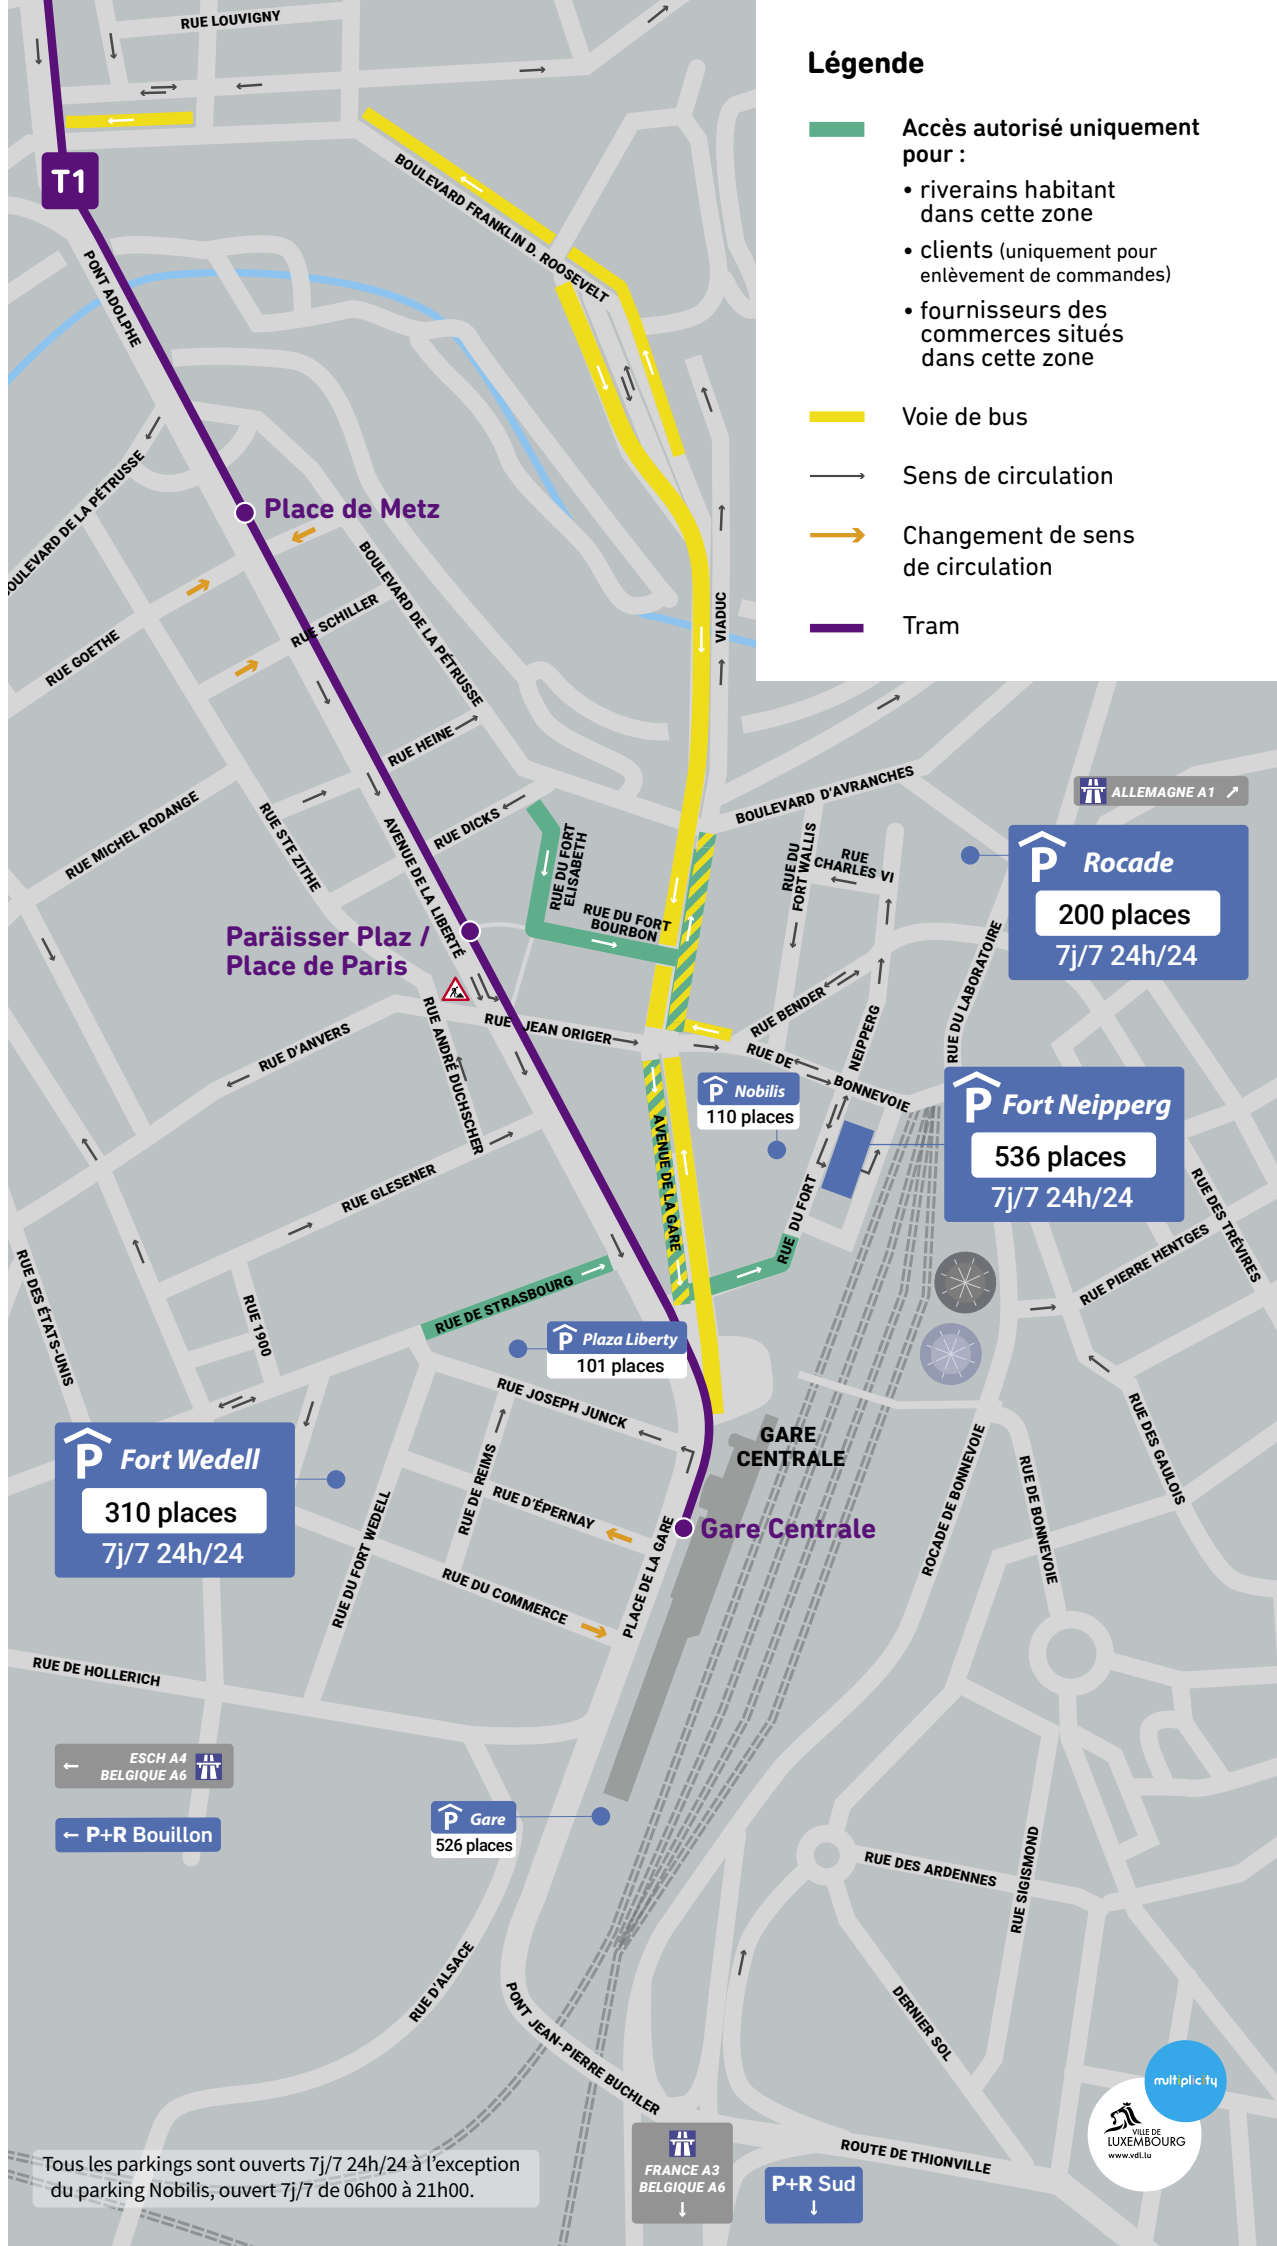 RUE LOUVIGNY
T1
BOULEVARD FRANKLIN D. ROOSEVELT
PONT ADOLPHE
Légende
Accès autorisé uniquement
pour :
• riverains habitant
dans cette zone
• clients (uniquement pour
enlèvement de commandes)
• fournisseurs des
commerces situés
dans cette zone
Voie de bus
Sens de circulation
Changement de sens
de circulation
Tram
BOULEVARD DE LA PÉTRUSSE
Place de Metz
BOULEVARD DE LA PÉTRUSSE
RUE SCHILLER
RUE GOETHE
VIADUC
RUE HEINE
RUE MICHEL RODANGE
RUE STE ZITHE
AVENUE DE LA LIBERTÉ
RUE DICKS
RUE DU FORT
ELISABETH
RUE DU FORT
BOURBON
BOULEVARD D'AVRANCHES
RUE DU
FORT WALLIS
RUE
CHARLES VI
ALLEMAGNE A1
P Rocade
200 places
7j/7 24h/24
Paräisser Plaz /
Place de Paris
RUE DU LABORATOIRE
RUE D'ANVERS
RUE ANDRÉ DUCHSCHER
RUE JEAN ORIGER
RUE BENDER
RUE DE
BONNEVOIE
NEIPPERG
P Nobilis
110 places
P Fort Neipperg
536 places
7j/7 24h/24
AVENUE DE LA GARE
RUE DU FORT
RUE GLESENER
RUE DES TRÉVIRES
RUE PIERRE HENTGES
RUE DES ÉTATS-UNIS
RUE 1900
RUE DE STRASBOURG
P Plaza Liberty
101 places
RUE JOSEPH JUNCK
RUE DES GAULOIS
P Fort Wedell
310 places
7j/7 24h/24
GARE
CENTRALE
RUE DE REIMS
RUE D'ÉPERNAY
Gare Centrale
RUE DU FORT WEDELL
RUE DU COMMERCE
PLACE DE LA GARE
ROCADE DE BONNEVOIE
RUE DE BONNEVOIE
RUE DE HOLLERICH
← ESCH A4
BELGIQUE A6
← P+R Bouillon
P Gare
526 places
RUE DES ARDENNES
RUE SIGISMOND
RUE D'ALSACE
PONT JEAN-PIERRE BUCHLER
DERNIER SOL
multiplicity
VILLE DE
LUXEMBOURG
www.vdl.lu
ROUTE DE THIONVILLE
Tous les parkings sont ouverts 7j/7 24h/24 à l'exception
du parking Nobilis, ouvert 7j/7 de 06h00 à 21h00.
FRANCE A3
BELGIQUE A6
↓
P+R Sud
↓